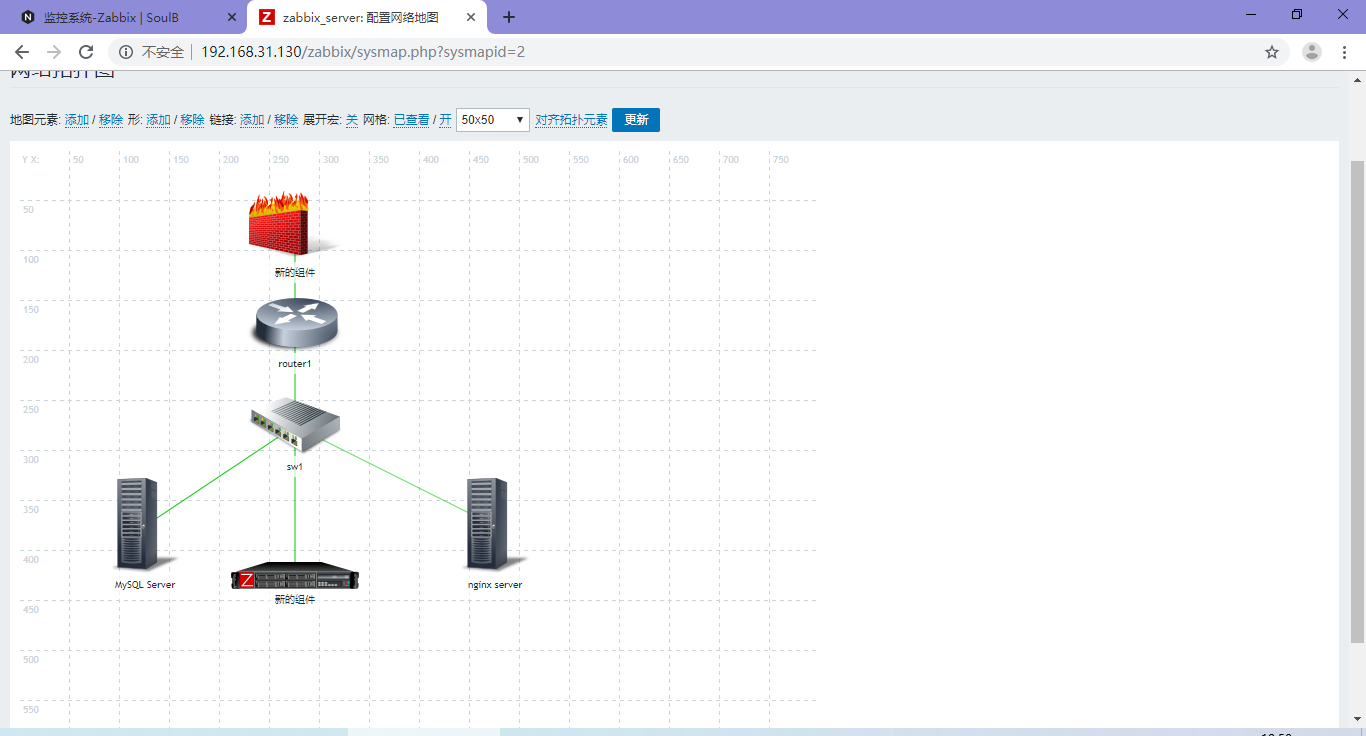 监控系统-Zabbix | SoulB
zabbix_server: 配置网络地图
不安全 192.168.31.130/zabbix/sysmap.php?sysmapid=2
网络拓扑图
地图元素: 添加 / 移除 形: 添加 / 移除 链接: 添加 / 移除 展开宏: 关 网格: 已查看 / 开 50x50 对齐拓扑元素 更新
Y X: 50 100 150 200 250 300 350 400 450 500 550 600 650 700 750
50
100
新的组件
150
200
router1
250
300
sw1
350
400
MySQL Server
nginx server
Z
新的组件
450
500
550